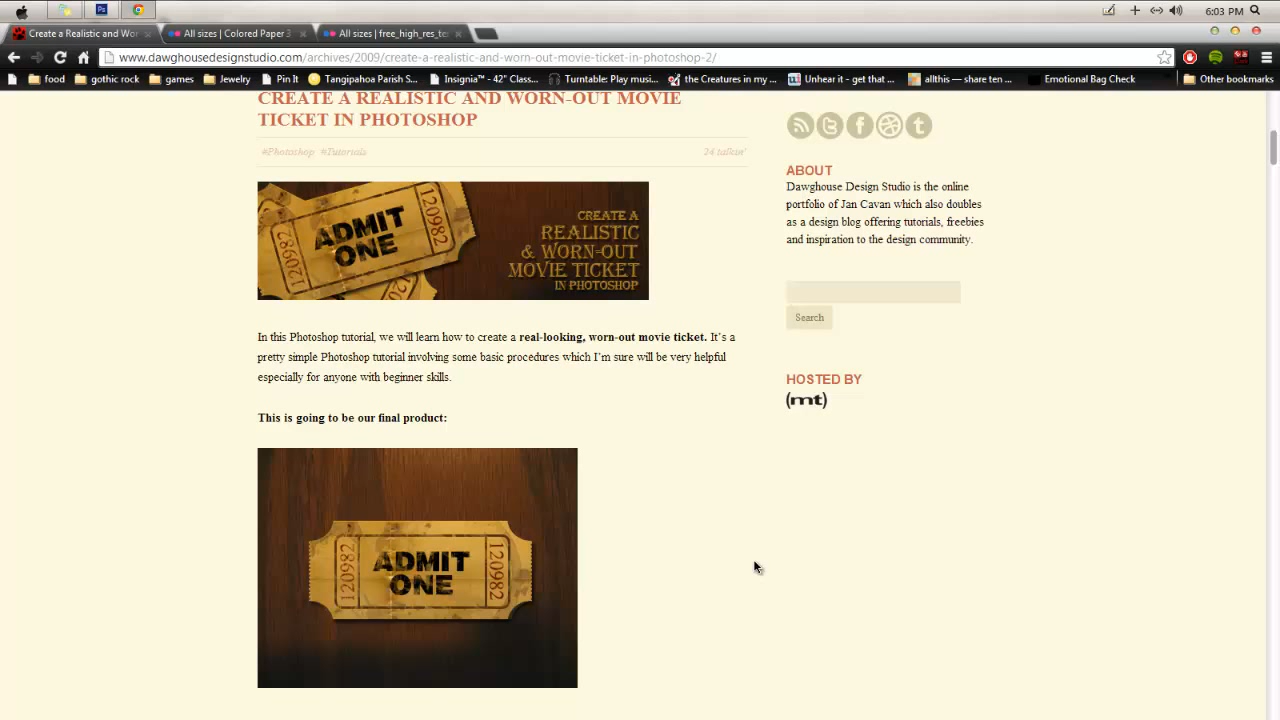 6:03 PM
Create a Realistic and Wor
All sizes | Colored Paper 3
All sizes | free_high_res_te
www.dawghousedesignstudio.com/archives/2009/create-a-realistic-and-worn-out-movie-ticket-in-photoshop-2/
food
gothic rock
games
Jewelry
Pin It
Tangipahoa Parish S...
Insignia™ - 42" Class...
Turntable: Play musi...
the Creatures in my ...
Unhear it - get that ...
allthis — share ten ...
Emotional Bag Check
Other bookmarks
CREATE A REALISTIC AND WORN-OUT MOVIE
TICKET IN PHOTOSHOP
#Photoshop #Tutorials
24 talkin'
ADMIT
ONE
120982
120982
CREATE A
REALISTIC
& WORN-OUT
MOVIE TICKET
IN PHOTOSHOP
In this Photoshop tutorial, we will learn how to create a real-looking, worn-out movie ticket. It's a
pretty simple Photoshop tutorial involving some basic procedures which I'm sure will be very helpful
especially for anyone with beginner skills.
This is going to be our final product:
120982
ADMIT
ONE
120982
ABOUT
Dawghouse Design Studio is the online
portfolio of Jan Cavan which also doubles
as a design blog offering tutorials, freebies
and inspiration to the design community.
Search
HOSTED BY
(mt)